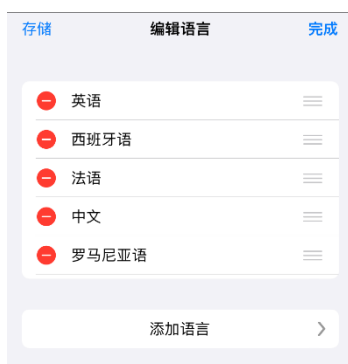 存储 编辑语言 完成
英语
西班牙语
法语
中文
罗马尼亚语
添加语言